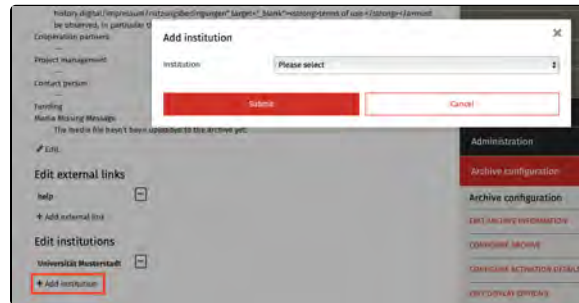 history.digital/impressum/nutzungsbedingungen" target="_blank"><strong>terms of use </strong></a>must
be observed, in particular
Cooperation partners
---
Project management
---
Contact person
---
Funding
Media Missing Message
The media file hasn't been uploaded to the archive yet.
Edit
Edit external links
help
+ Add external link
Edit institutions
Universität Musterstadt
+ Add institution
Add institution
×
Institution
Please select
Submit
Cancel
Administration
Archive configuration
Archive configuration
EDIT ARCHIVE INFORMATION
CONFIGURE ARCHIVE
CONFIGURE ACTIVATION DETAILS
EDIT DISPLAY OPTIONS